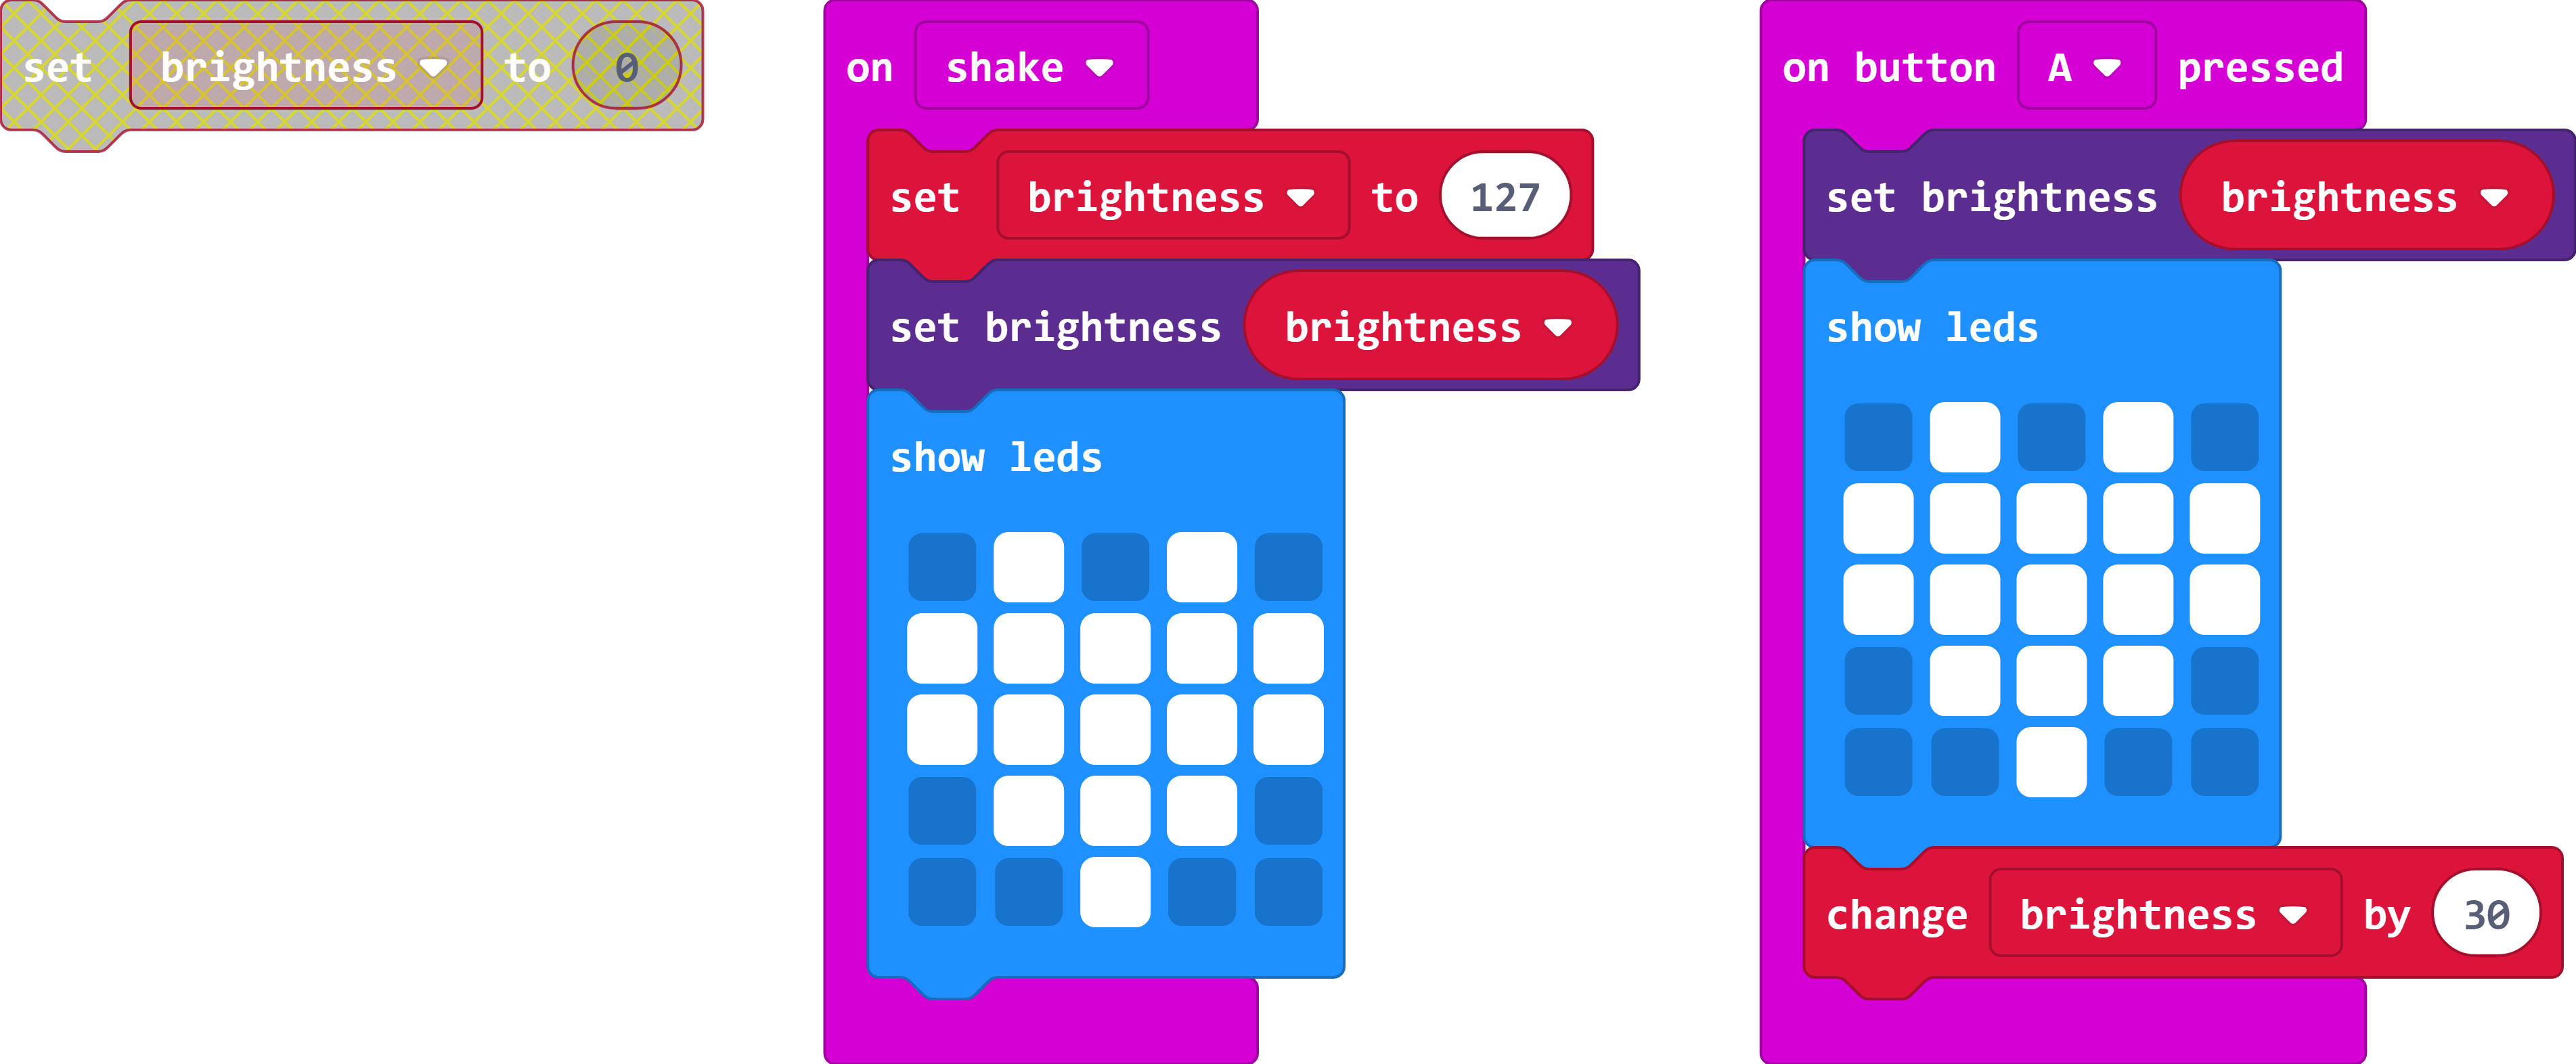 set brightness to 0
on shake
set brightness to 127
set brightness brightness
show leds
on button A pressed
set brightness brightness
show leds
change brightness by 30